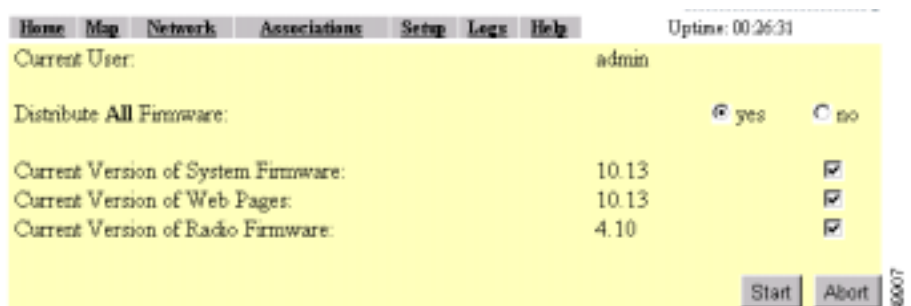 Home Map Network Associations Setup Logs Help Uptime: 00:26:31
Current User: admin
Distribute All Firmware: yes no
Current Version of System Firmware: 10.13
Current Version of Web Pages: 10.13
Current Version of Radio Firmware: 4.10
Start Abort